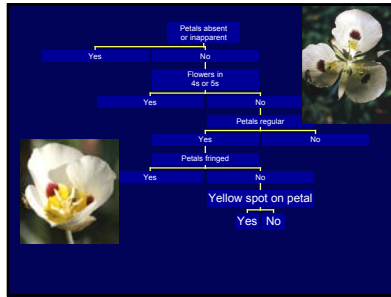 Petals absent
or inapparent
Yes No
Flowers in
4s or 5s
Yes No
Petals regular
Yes No
Petals fringed
Yes No
Yellow spot on petal
Yes No